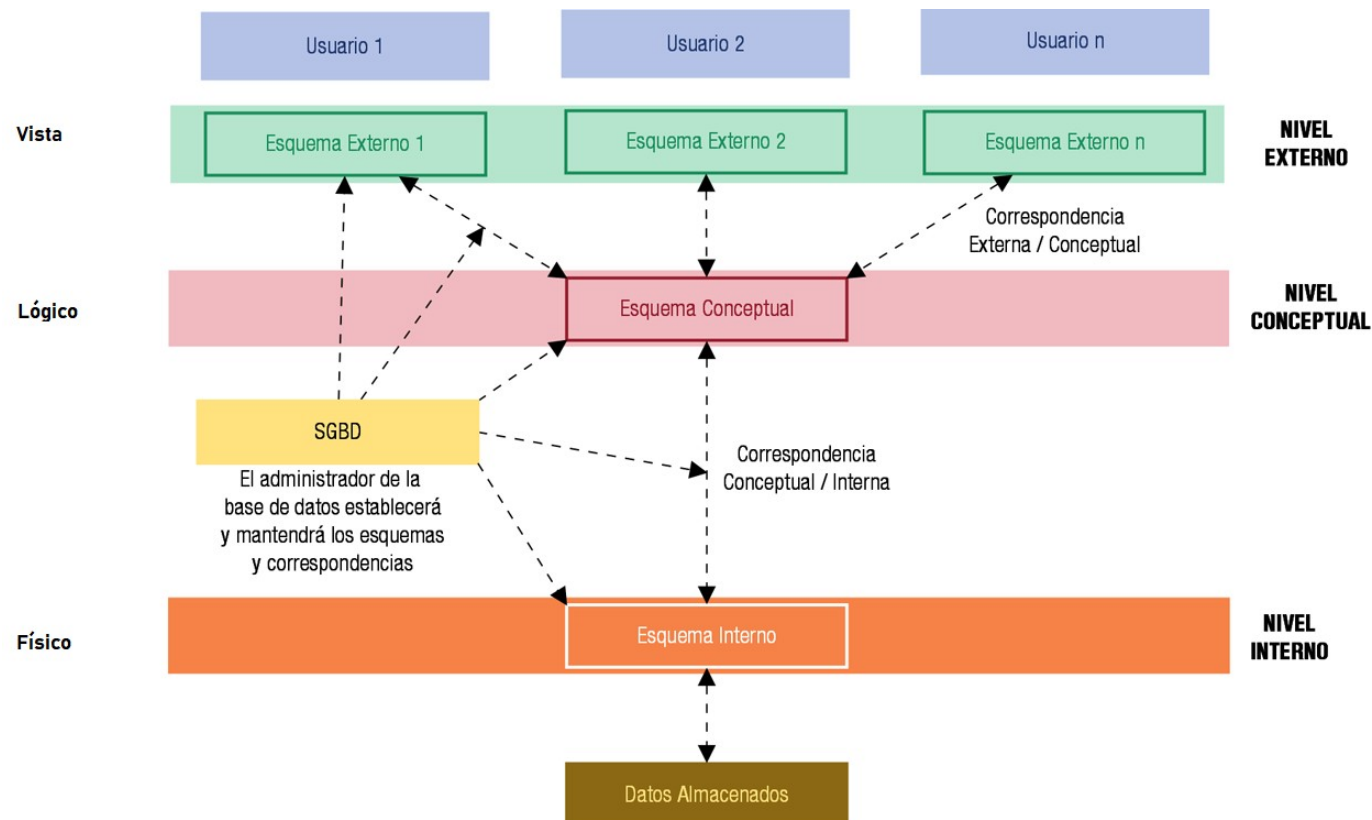 Usuario 1
Usuario 2
Usuario n
Vista
Esquema Externo 1
Esquema Externo 2
Esquema Externo n
NIVEL
EXTERNO
Correspondencia
Externa / Conceptual
Lógico
Esquema Conceptual
NIVEL
CONCEPTUAL
SGBD
El administrador de la
base de datos establecerá
y mantendrá los esquemas
y correspondencias
Correspondencia
Conceptual / Interna
Físico
Esquema Interno
NIVEL
INTERNO
Datos Almacenados